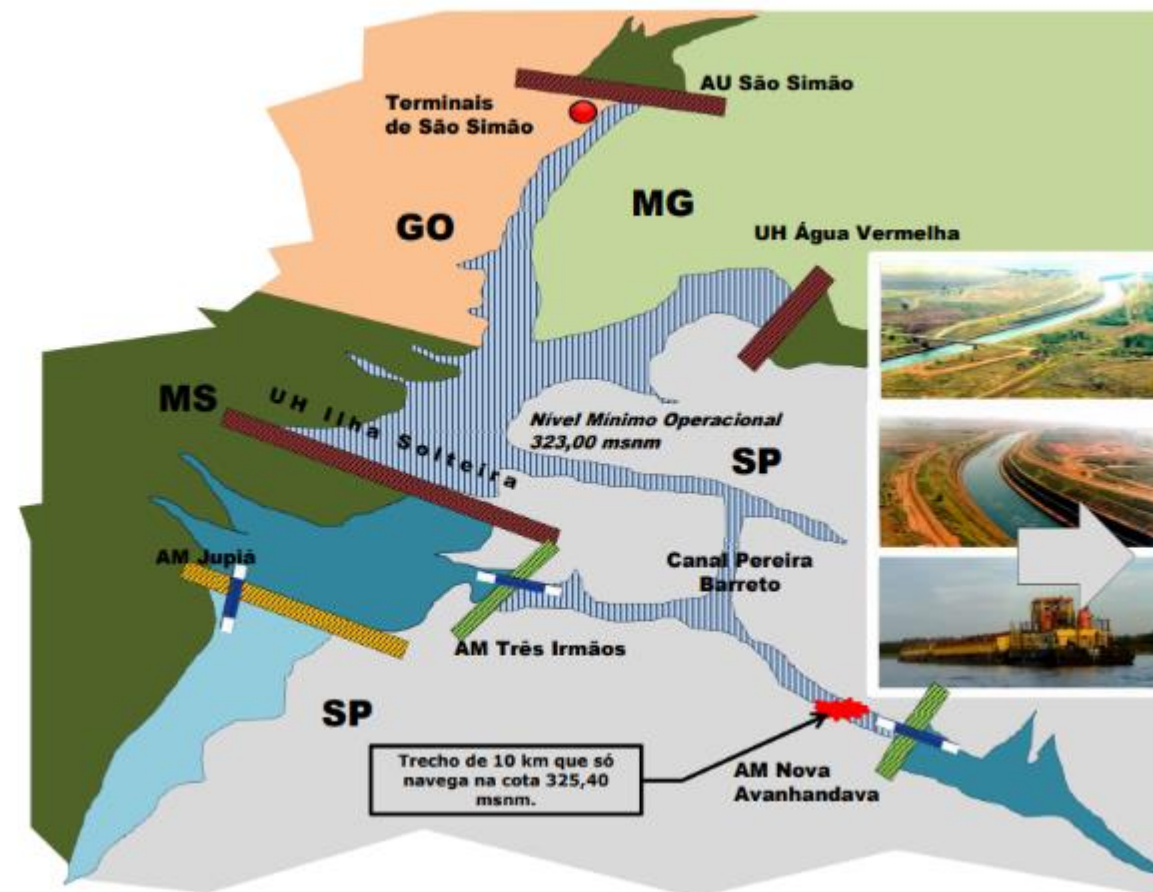 AU São Simão
Terminais
de São Simão
MG
GO
UH Água Vermelha
MS
UH Ilha Solteira
Nível Mínimo Operacional
323,00 msnm
SP
AM Jupiá
Canal Pereira
Barreto
AM Três Irmãos
SP
Trecho de 10 km que só
navega na cota 325,40
msnm.
AM Nova
Avanhandava